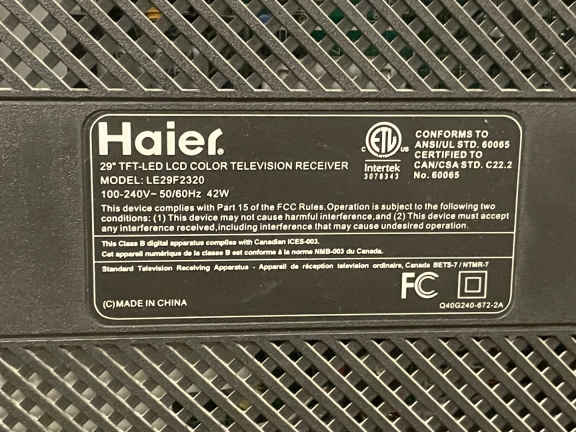 Haier.
29" TFT-LED LCD COLOR TELEVISION RECEIVER
MODEL: LE29F2320
100-240V~ 50/60Hz 42W
ETL
C US
Intertek
3078343
CONFORMS TO
ANSI/UL STD. 60065
CERTIFIED TO
CAN/CSA STD. C22.2
No. 60065
This device complies with Part 15 of the FCC Rules.Operation is subject to the following two
conditions: (1) This device may not cause harmful interference,and (2) This device must accept
any interference received,including interference that may cause undesired operation.
This Class B digital apparatus complies with Canadian ICES-003.
Cet appareil numérique de la classe B est conforme à la norme NMB-003 du Canada.
Standard Television Receiving Apparatus - Appareil de réception télévision ordinaire, Canada BETS-7 / NTMR-7
FC
(C)MADE IN CHINA
Q40G240-672-2A